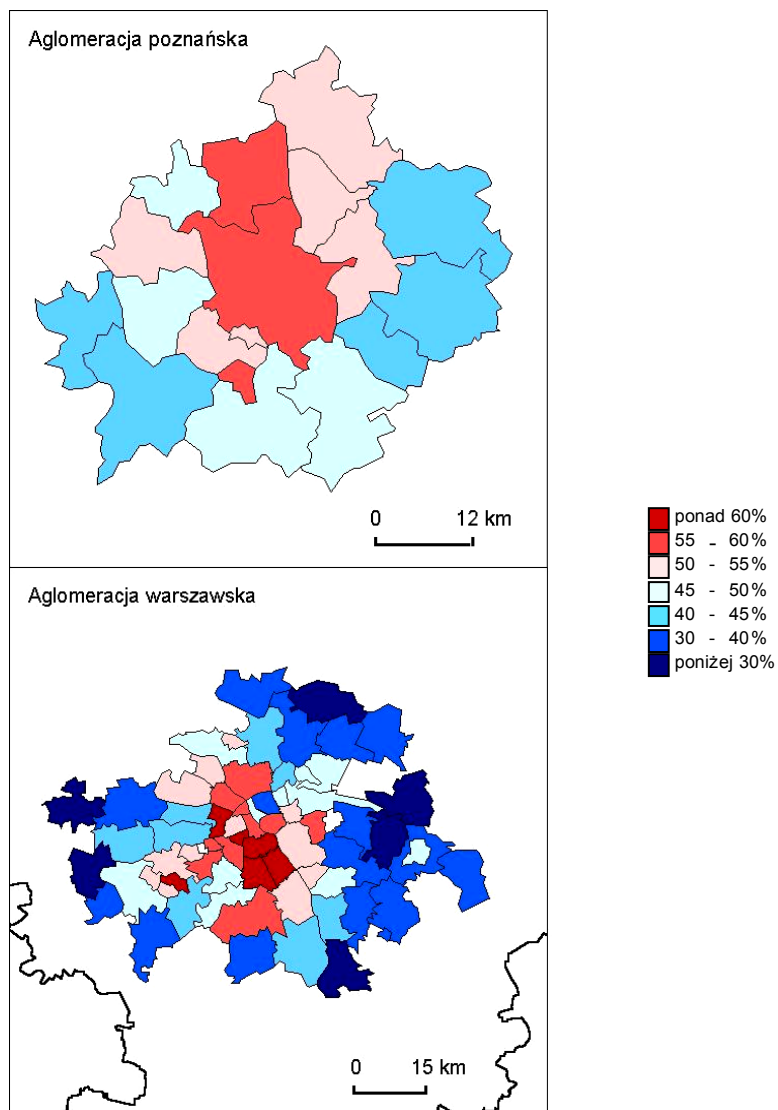 Aglomeracja poznańska
0 12 km
ponad 60%
55 - 60%
50 - 55%
45 - 50%
40 - 45%
30 - 40%
poniżej 30%
Aglomeracja warszawska
0 15 km